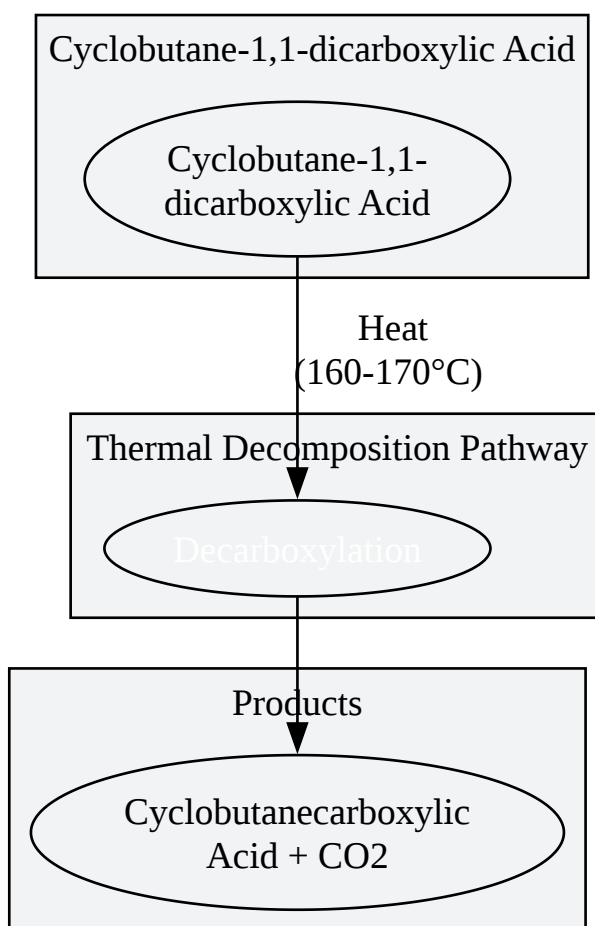 Cyclobutane-1,1-dicarboxylic Acid
Cyclobutane-1,1-
dicarboxylic Acid
Heat
(160-170°C)
Thermal Decomposition Pathway
Decarboxylation
Products
Cyclobutanecarboxylic
Acid + CO2